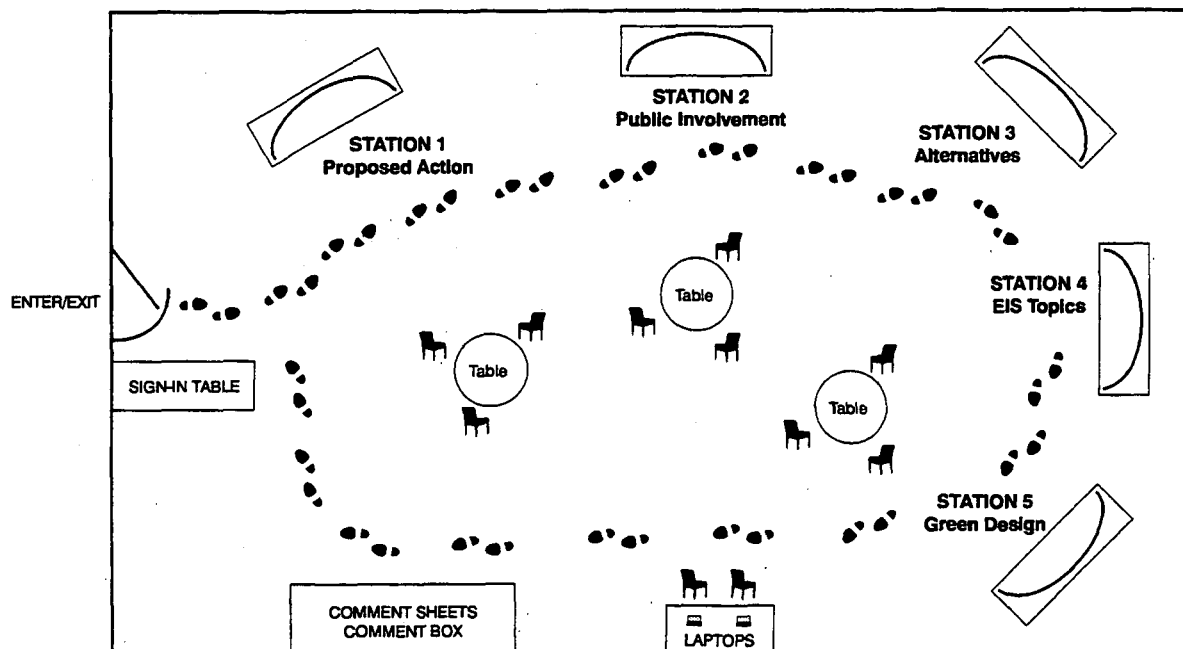 STATION 1
Proposed Action
STATION 2
Public Involvement
STATION 3
Alternatives
ENTER/EXIT
SIGN-IN TABLE
Table
Table
Table
STATION 4
EIS Topics
STATION 5
Green Design
COMMENT SHEETS
COMMENT BOX
LAPTOPS